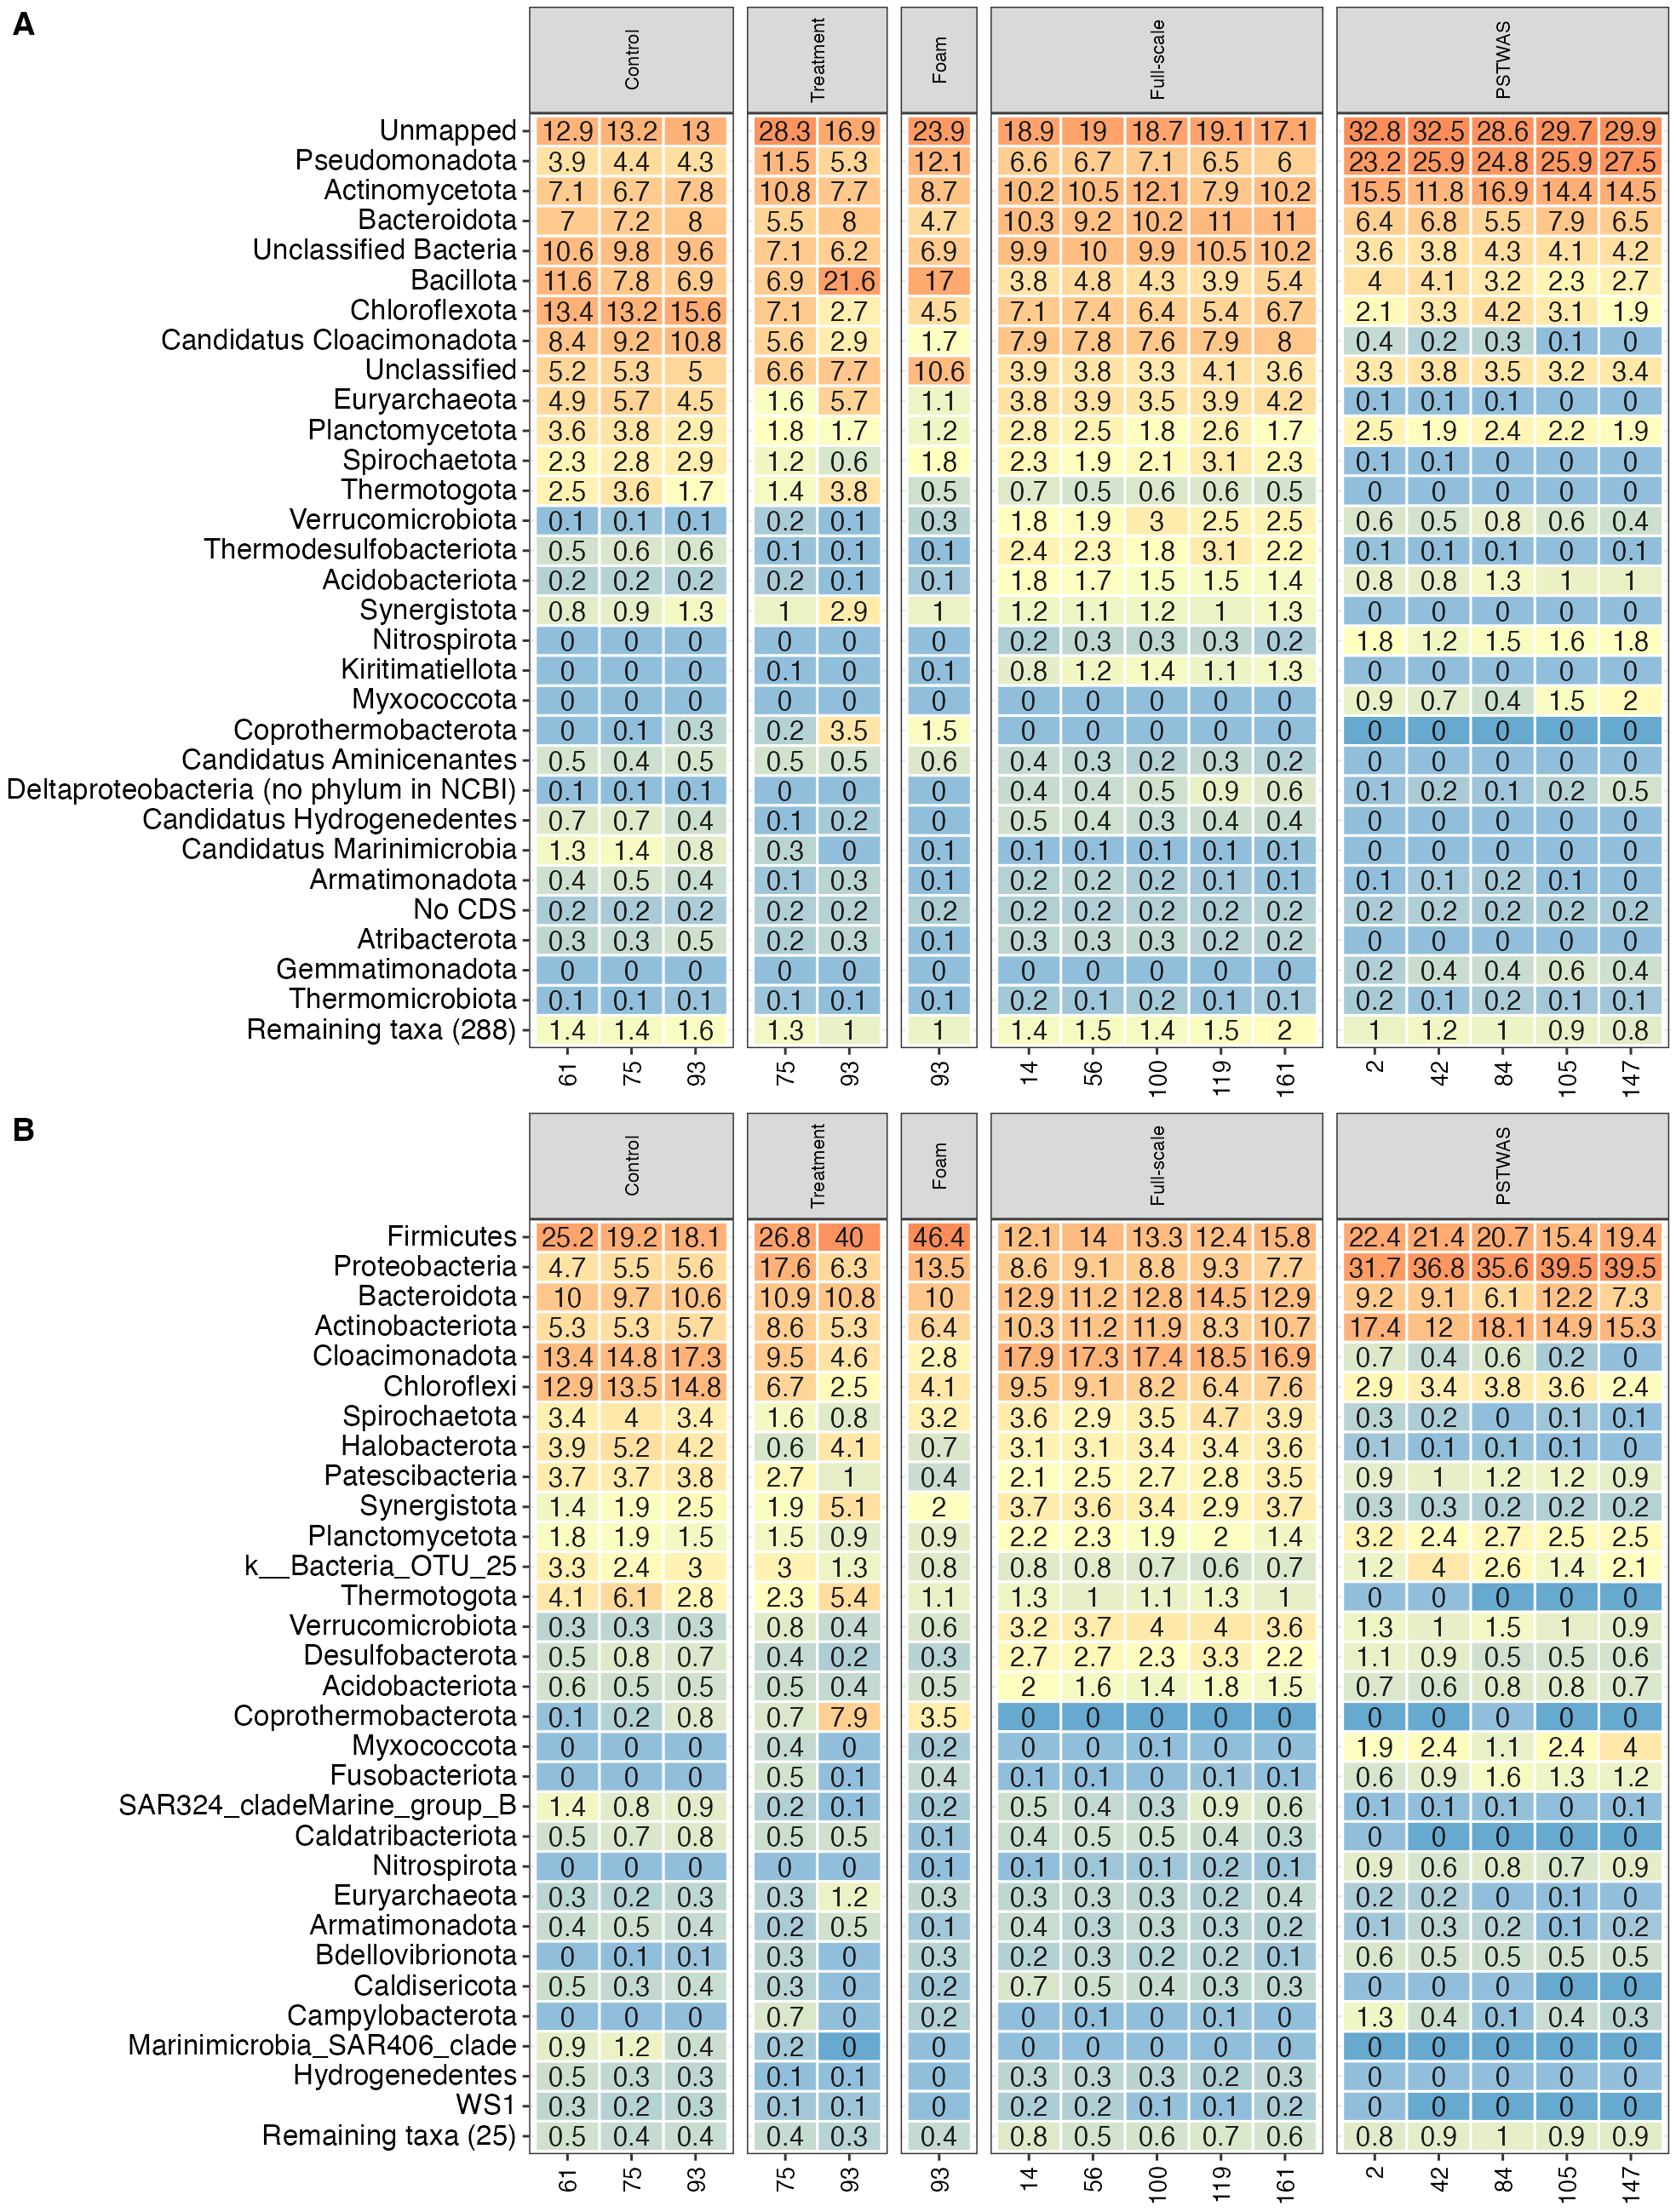 A
Control Treatment Foam Full-scale PSTWAS
Unmapped 12.9 13.2 13 28.3 16.9 23.9 18.9 19 18.7 19.1 17.1 32.8 32.5 28.6 29.7 29.9
Pseudomonadota 3.9 4.4 4.3 11.5 5.3 12.1 6.6 6.7 7.1 6.5 6 23.2 25.9 24.8 25.9 27.5
Actinomycetota 7.1 6.7 7.8 10.8 7.7 8.7 10.2 10.5 12.1 7.9 10.2 15.5 11.8 16.9 14.4 14.5
Bacteroidota 7 7.2 8 5.5 8 4.7 10.3 9.2 10.2 11 11 6.4 6.8 5.5 7.9 6.5
Unclassified Bacteria 10.6 9.8 9.6 7.1 6.2 6.9 9.9 10 9.9 10.5 10.2 3.6 3.8 4.3 4.1 4.2
Bacillota 11.6 7.8 6.9 6.9 21.6 17 3.8 4.8 4.3 3.9 5.4 4 4.1 3.2 2.3 2.7
Chloroflexota 13.4 13.2 15.6 7.1 2.7 4.5 7.1 7.4 6.4 5.4 6.7 2.1 3.3 4.2 3.1 1.9
Candidatus Cloacimonadota 8.4 9.2 10.8 5.6 2.9 1.7 7.9 7.8 7.6 7.9 8 0.4 0.2 0.3 0.1 0
Unclassified 5.2 5.3 5 6.6 7.7 10.6 3.9 3.8 3.3 4.1 3.6 3.3 3.8 3.5 3.2 3.4
Euryarchaeota 4.9 5.7 4.5 1.6 5.7 1.1 3.8 3.9 3.5 3.9 4.2 0.1 0.1 0.1 0 0
Planctomycetota 3.6 3.8 2.9 1.8 1.7 1.2 2.8 2.5 1.8 2.6 1.7 2.5 1.9 2.4 2.2 1.9
Spirochaetota 2.3 2.8 2.9 1.2 0.6 1.8 2.3 1.9 2.1 3.1 2.3 0.1 0.1 0 0 0
Thermotogota 2.5 3.6 1.7 1.4 3.8 0.5 0.7 0.5 0.6 0.6 0.5 0 0 0 0 0
Verrucomicrobiota 0.1 0.1 0.1 0.2 0.1 0.3 1.8 1.9 3 2.5 2.5 0.6 0.5 0.8 0.6 0.4
Thermodesulfobacteriota 0.5 0.6 0.6 0.1 0.1 0.1 2.4 2.3 1.8 3.1 2.2 0.1 0.1 0.1 0 0.1
Acidobacteriota 0.2 0.2 0.2 0.2 0.1 0.1 1.8 1.7 1.5 1.5 1.4 0.8 0.8 1.3 1 1
Synergistota 0.8 0.9 1.3 1 2.9 1 1.2 1.1 1.2 1 1.3 0 0 0 0 0
Nitrospirota 0 0 0 0 0 0 0.2 0.3 0.3 0.3 0.2 1.8 1.2 1.5 1.6 1.8
Kiritimatiellota 0 0 0 0.1 0 0.1 0.8 1.2 1.4 1.1 1.3 0 0 0 0 0
Myxococcota 0 0 0 0 0 0 0 0 0 0 0 0.9 0.7 0.4 1.5 2
Coprothermobacterota 0 0.1 0.3 0.2 3.5 1.5 0 0 0 0 0 0 0 0 0 0
Candidatus Aminicenantes 0.5 0.4 0.5 0.5 0.5 0.6 0.4 0.3 0.2 0.3 0.2 0 0 0 0 0
Deltaproteobacteria (no phylum in NCBI) 0.1 0.1 0.1 0 0 0 0.4 0.4 0.5 0.9 0.6 0.1 0.2 0.1 0.2 0.5
Candidatus Hydrogenedentes 0.7 0.7 0.4 0.1 0.2 0 0.5 0.4 0.3 0.4 0.4 0 0 0 0 0
Candidatus Marinimicrobia 1.3 1.4 0.8 0.3 0 0.1 0.1 0.1 0.1 0.1 0.1 0 0 0 0 0
Armatimonadota 0.4 0.5 0.4 0.1 0.3 0.1 0.2 0.2 0.2 0.1 0.1 0.1 0.1 0.2 0.1 0
No CDS 0.2 0.2 0.2 0.2 0.2 0.2 0.2 0.2 0.2 0.2 0.2 0.2 0.2 0.2 0.2 0.2
Atribacterota 0.3 0.3 0.5 0.2 0.3 0.1 0.3 0.3 0.3 0.2 0.2 0 0 0 0 0
Gemmatimonadota 0 0 0 0 0 0 0 0 0 0 0 0.2 0.4 0.4 0.6 0.4
Thermomicrobiota 0.1 0.1 0.1 0.1 0.1 0.1 0.2 0.1 0.2 0.1 0.1 0.2 0.1 0.2 0.1 0.1
Remaining taxa (288) 1.4 1.4 1.6 1.3 1 1 1.4 1.5 1.4 1.5 2 1 1.2 1 0.9 0.8
61 75 93 75 93 93 14 56 100 119 161 2 42 84 105 147
B
Control Treatment Foam Full-scale PSTWAS
Firmicutes 25.2 19.2 18.1 26.8 40 46.4 12.1 14 13.3 12.4 15.8 22.4 21.4 20.7 15.4 19.4
Proteobacteria 4.7 5.5 5.6 17.6 6.3 13.5 8.6 9.1 8.8 9.3 7.7 31.7 36.8 35.6 39.5 39.5
Bacteroidota 10 9.7 10.6 10.9 10.8 10 12.9 11.2 12.8 14.5 12.9 9.2 9.1 6.1 12.2 7.3
Actinobacteriota 5.3 5.3 5.7 8.6 5.3 6.4 10.3 11.2 11.9 8.3 10.7 17.4 12 18.1 14.9 15.3
Cloacimonadota 13.4 14.8 17.3 9.5 4.6 2.8 17.9 17.3 17.4 18.5 16.9 0.7 0.4 0.6 0.2 0
Chloroflexi 12.9 13.5 14.8 6.7 2.5 4.1 9.5 9.1 8.2 6.4 7.6 2.9 3.4 3.8 3.6 2.4
Spirochaetota 3.4 4 3.4 1.6 0.8 3.2 3.6 2.9 3.5 4.7 3.9 0.3 0.2 0 0.1 0.1
Halobacterota 3.9 5.2 4.2 0.6 4.1 0.7 3.1 3.1 3.4 3.4 3.6 0.1 0.1 0.1 0.1 0
Patescibacteria 3.7 3.7 3.8 2.7 1 0.4 2.1 2.5 2.7 2.8 3.5 0.9 1 1.2 1.2 0.9
Synergistota 1.4 1.9 2.5 1.9 5.1 2 3.7 3.6 3.4 2.9 3.7 0.3 0.3 0.2 0.2 0.2
Planctomycetota 1.8 1.9 1.5 1.5 0.9 0.9 2.2 2.3 1.9 2 1.4 3.2 2.4 2.7 2.5 2.5
k__Bacteria_OTU_25 3.3 2.4 3 3 1.3 0.8 0.8 0.8 0.7 0.6 0.7 1.2 4 2.6 1.4 2.1
Thermotogota 4.1 6.1 2.8 2.3 5.4 1.1 1.3 1 1.1 1.3 1 0 0 0 0 0
Verrucomicrobiota 0.3 0.3 0.3 0.8 0.4 0.6 3.2 3.7 4 4 3.6 1.3 1 1.5 1 0.9
Desulfobacterota 0.5 0.8 0.7 0.4 0.2 0.3 2.7 2.7 2.3 3.3 2.2 1.1 0.9 0.5 0.5 0.6
Acidobacteriota 0.6 0.5 0.5 0.5 0.4 0.5 2 1.6 1.4 1.8 1.5 0.7 0.6 0.8 0.8 0.7
Coprothermobacterota 0.1 0.2 0.8 0.7 7.9 3.5 0 0 0 0 0 0 0 0 0 0
Myxococcota 0 0 0 0.4 0 0.2 0 0 0.1 0 0 1.9 2.4 1.1 2.4 4
Fusobacteriota 0 0 0 0.5 0.1 0.4 0.1 0.1 0 0.1 0.1 0.6 0.9 1.6 1.3 1.2
SAR324_cladeMarine_group_B 1.4 0.8 0.9 0.2 0.1 0.2 0.5 0.4 0.3 0.9 0.6 0.1 0.1 0.1 0 0.1
Caldatribacteriota 0.5 0.7 0.8 0.5 0.5 0.1 0.4 0.5 0.5 0.4 0.3 0 0 0 0 0
Nitrospirota 0 0 0 0 0 0.1 0.1 0.1 0.1 0.2 0.1 0.9 0.6 0.8 0.7 0.9
Euryarchaeota 0.3 0.2 0.3 0.3 1.2 0.3 0.3 0.3 0.3 0.2 0.4 0.2 0.2 0 0.1 0
Armatimonadota 0.4 0.5 0.4 0.2 0.5 0.1 0.4 0.3 0.3 0.3 0.2 0.1 0.3 0.2 0.1 0.2
Bdellovibrionota 0 0.1 0.1 0.3 0 0.3 0.2 0.3 0.2 0.2 0.1 0.6 0.5 0.5 0.5 0.5
Caldisericota 0.5 0.3 0.4 0.3 0 0.2 0.7 0.5 0.4 0.3 0.3 0 0 0 0 0
Campylobacterota 0 0 0 0.7 0 0.2 0 0.1 0 0.1 0 1.3 0.4 0.1 0.4 0.3
Marinimicrobia_SAR406_clade 0.9 1.2 0.4 0.2 0 0 0 0 0 0 0 0 0 0 0 0
Hydrogenedentes 0.5 0.3 0.3 0.1 0.1 0 0.3 0.3 0.3 0.2 0.3 0 0 0 0 0
WS1 0.3 0.2 0.3 0.1 0.1 0 0.2 0.2 0.1 0.1 0.2 0 0 0 0 0
Remaining taxa (25) 0.5 0.4 0.4 0.4 0.3 0.4 0.8 0.5 0.6 0.7 0.6 0.8 0.9 1 0.9 0.9
61 75 93 75 93 93 14 56 100 119 161 2 42 84 105 147